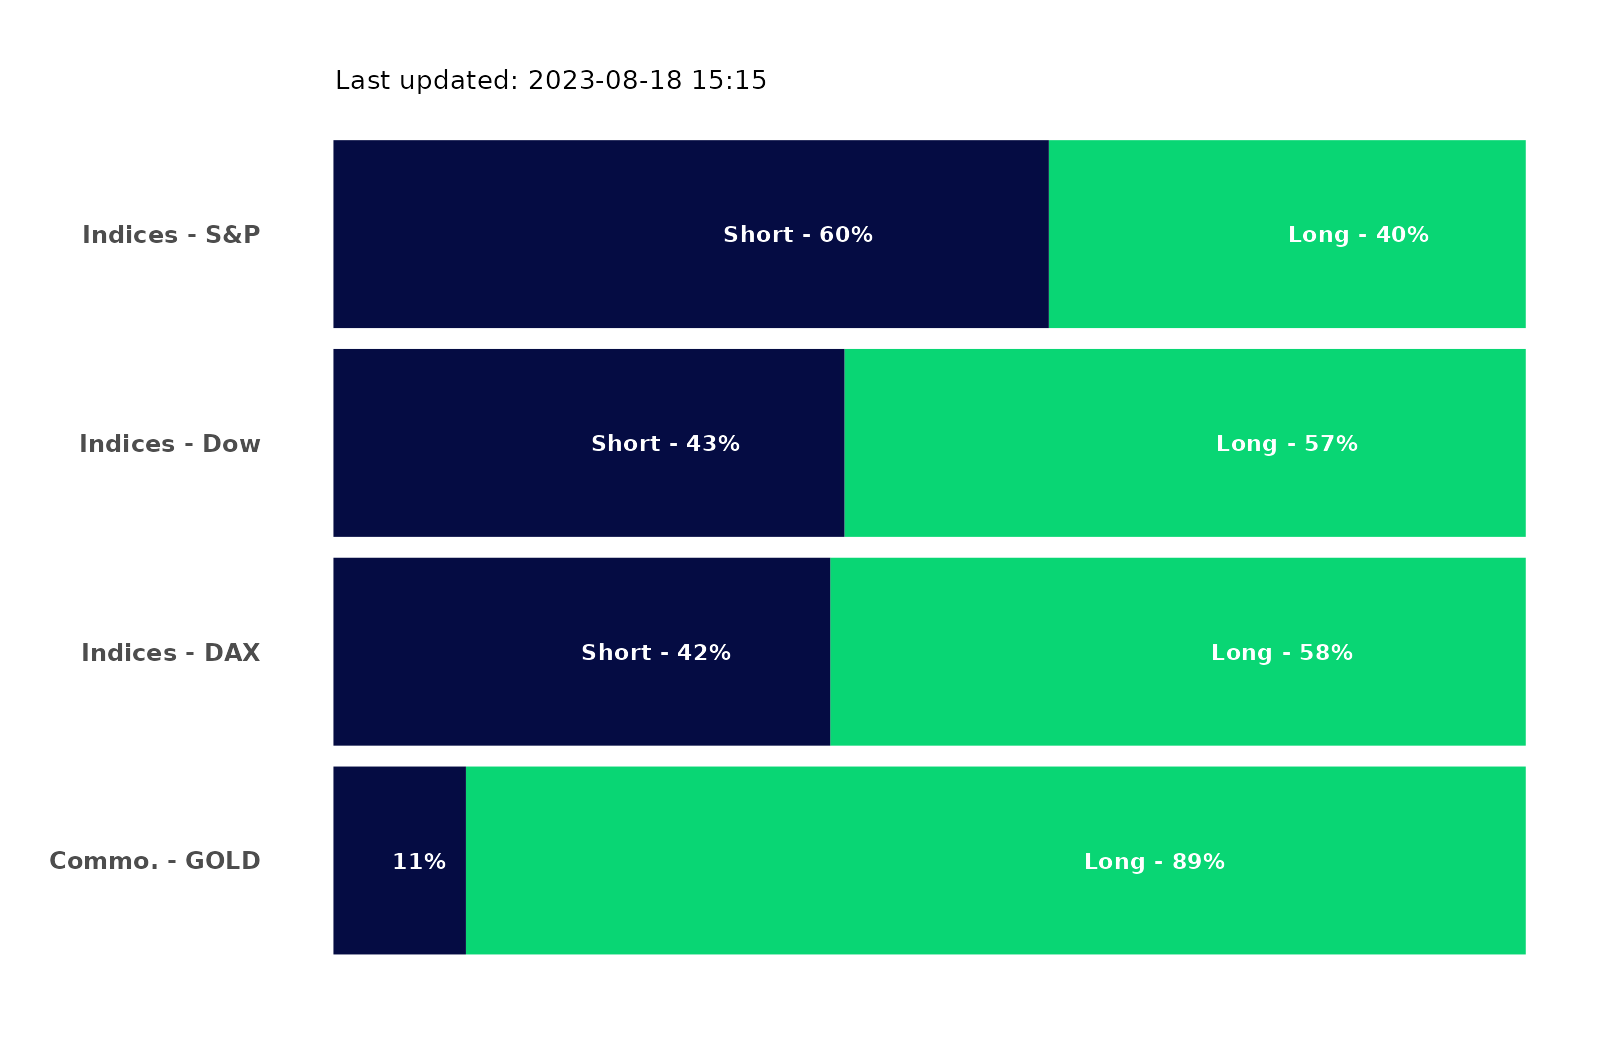 Last updated: 2023-08-18 15:15
Indices - S&P Short - 60% Long - 40%
Indices - Dow Short - 43% Long - 57%
Indices - DAX Short - 42% Long - 58%
Commo. - GOLD 11% Long - 89%